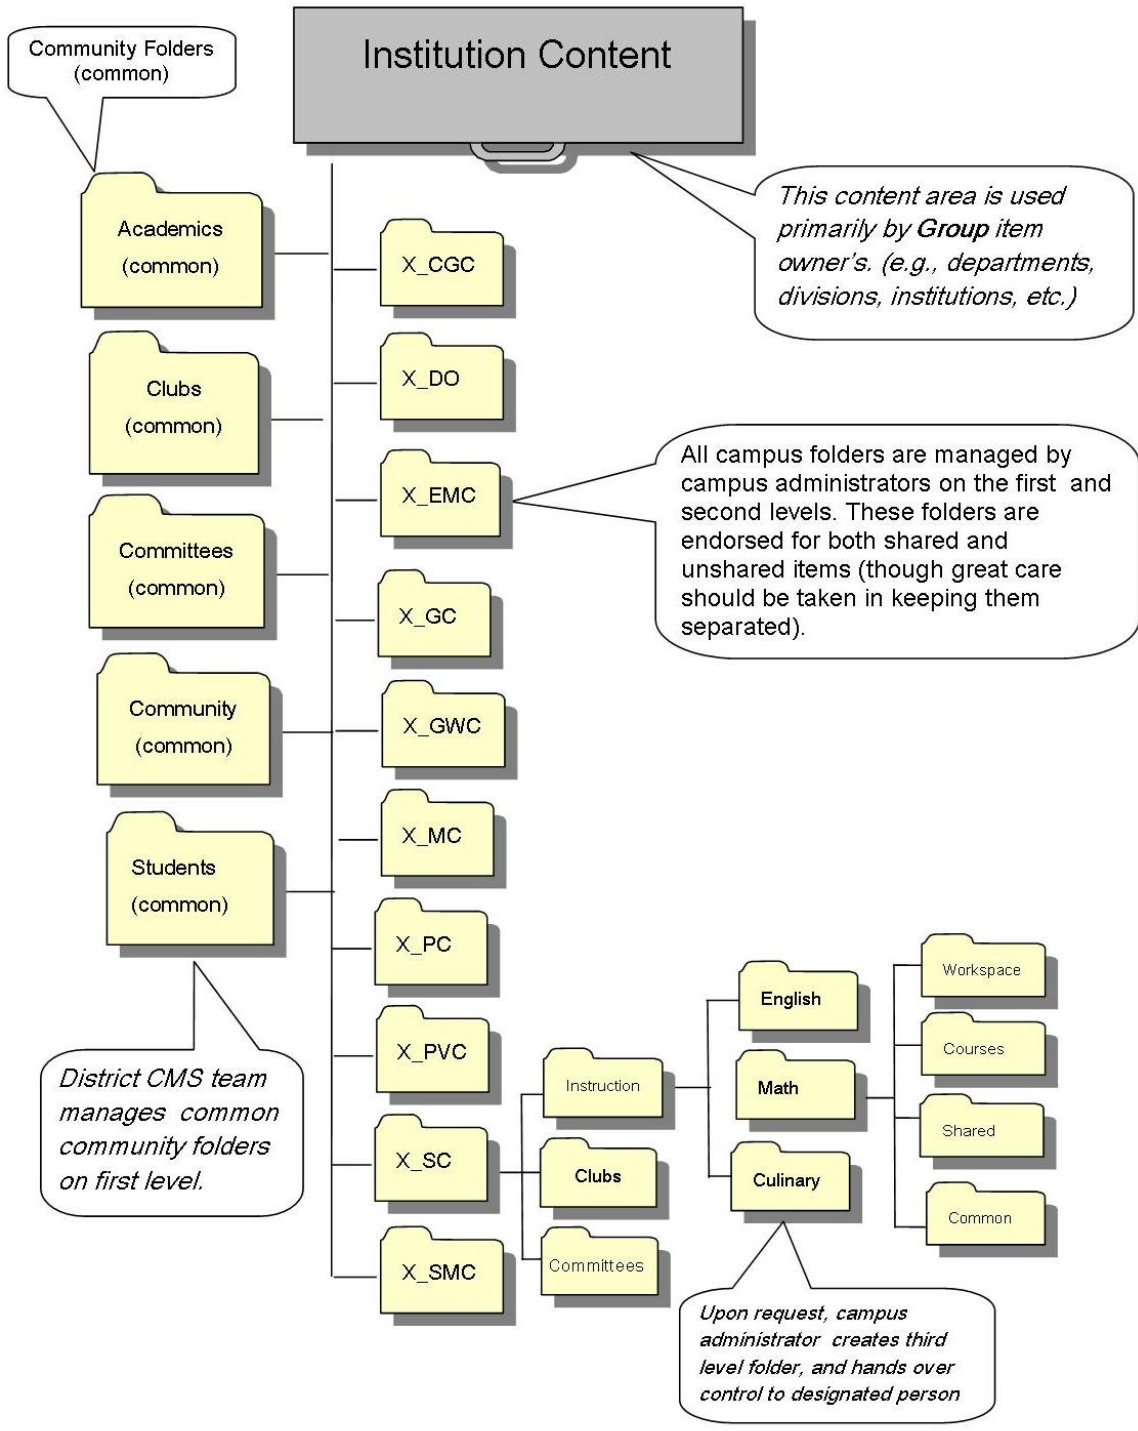 Institution Content
Community Folders
(common)
Academics
(common)
Clubs
(common)
Committees
(common)
Community
(common)
Students
(common)
District CMS team
manages common
community folders
on first level.
X_CGC
X_DO
X_EMC
X_GC
X_GWC
X_MC
X_PC
X_PVC
X_SC
X_SMC
This content area is used
primarily by Group item
owner's. (e.g., departments,
divisions, institutions, etc.)
All campus folders are managed by
campus administrators on the first and
second levels. These folders are
endorsed for both shared and
unshared items (though great care
should be taken in keeping them
separated).
Instruction
Clubs
Committees
English
Math
Culinary
Workspace
Courses
Shared
Common
Upon request, campus
administrator creates third
level folder, and hands over
control to designated person